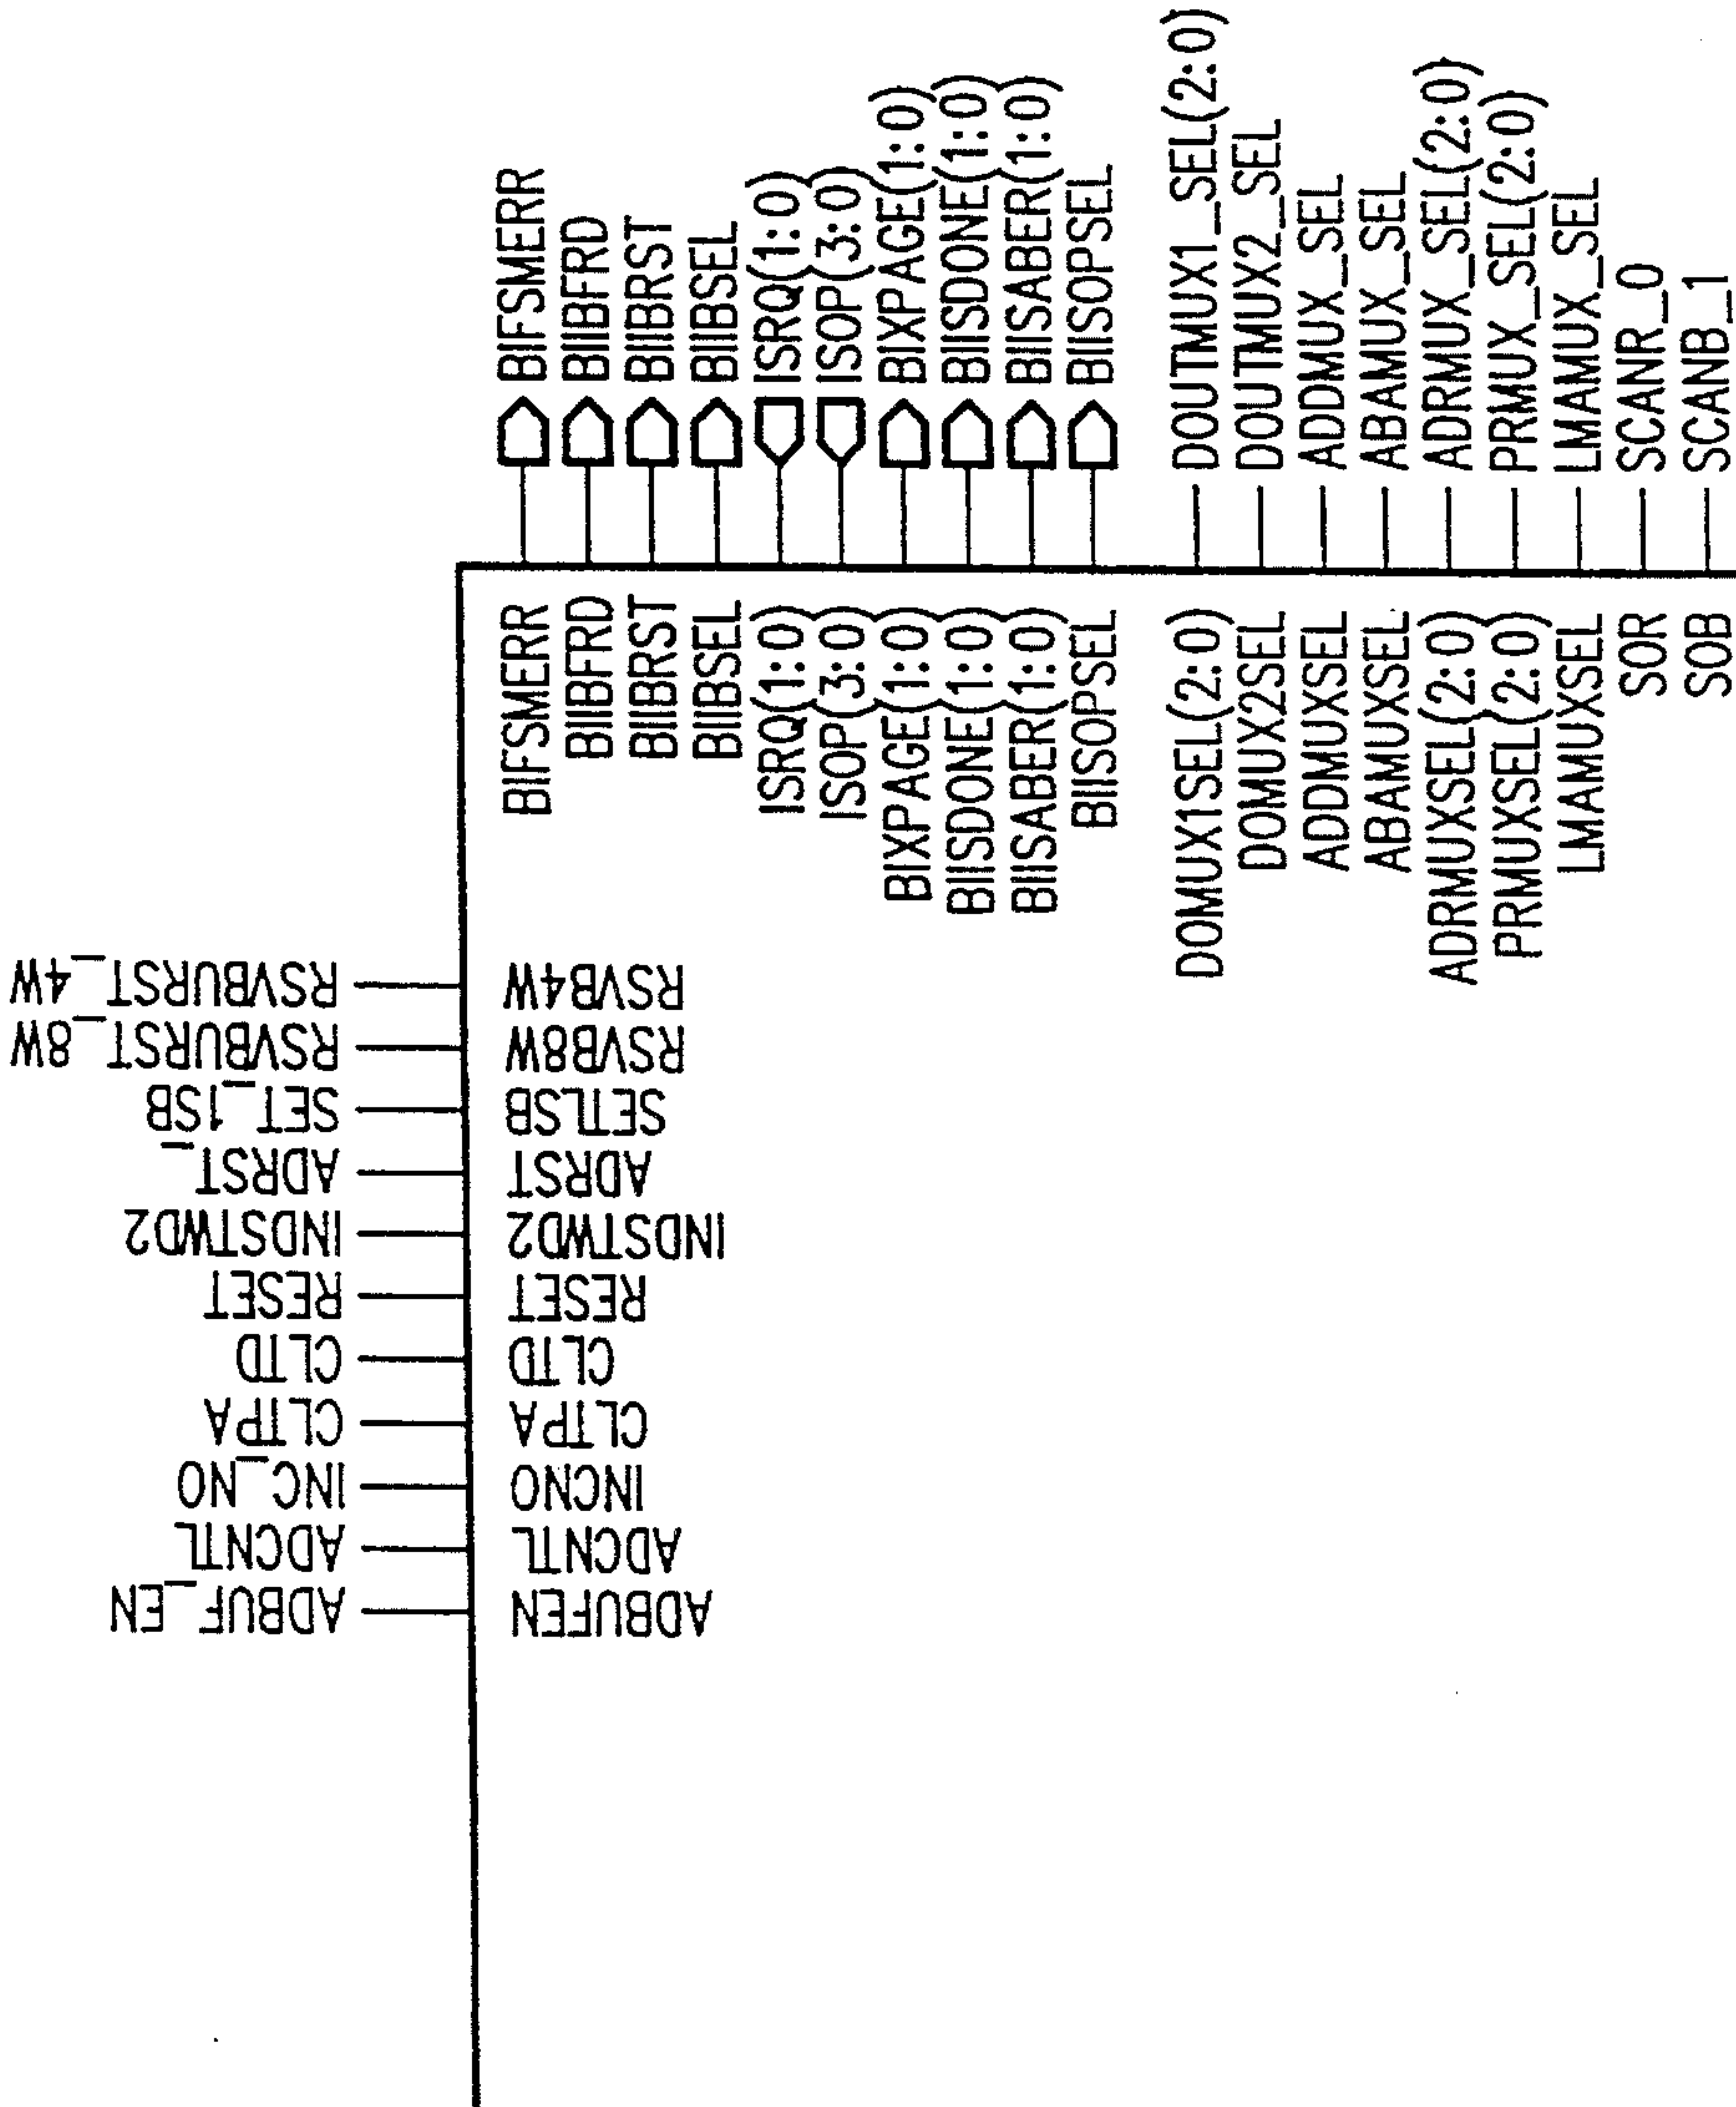 BIFSMERR
BIIBFRD
BIIBRST
BIIBSEL
ISRQ(1:0)
ISOP(3:0)
BIXPAGE(1:0)
BIISDONE(1:0)
BIISABER(1:0)
BIISOPSEL
DOUTMUX1_SEL(2:0)
DOUTMUX2_SEL
ADDMUX_SEL
ABAMUX_SEL
ADRMUX_SEL(2:0)
PRMUX_SEL(2:0)
LMAMUX_SEL
SCANR_0
SCANB_1
BIFSMERR
BIIBFRD
BIIBRST
BIIBSEL
ISRQ(1:0)
ISOP(3:0)
BIXPAGE(1:0)
BIISDONE(1:0)
BIISABER(1:0)
BIISOPSEL
DOMUX1SEL(2:0)
DOMUX2SEL
ADDMUXSEL
ABAMUXSEL
ADRMUXSEL(2:0)
PRMUXSEL(2:0)
LMAMUXSEL
SOR
SOB
RSVBURST_4W
RSVBURST_8W
SET_1SB
ADRST_
INDSTWD2
RESET
CLTD
CLTPA
INC_NO
ADCNTL
ADBUF_EN
RSVB4W
RSVB8W
SETLSB
ADRST
INDSTWD2
RESET
CLTD
CLTPA
INCNO
ADCNTL
ADBUFEN